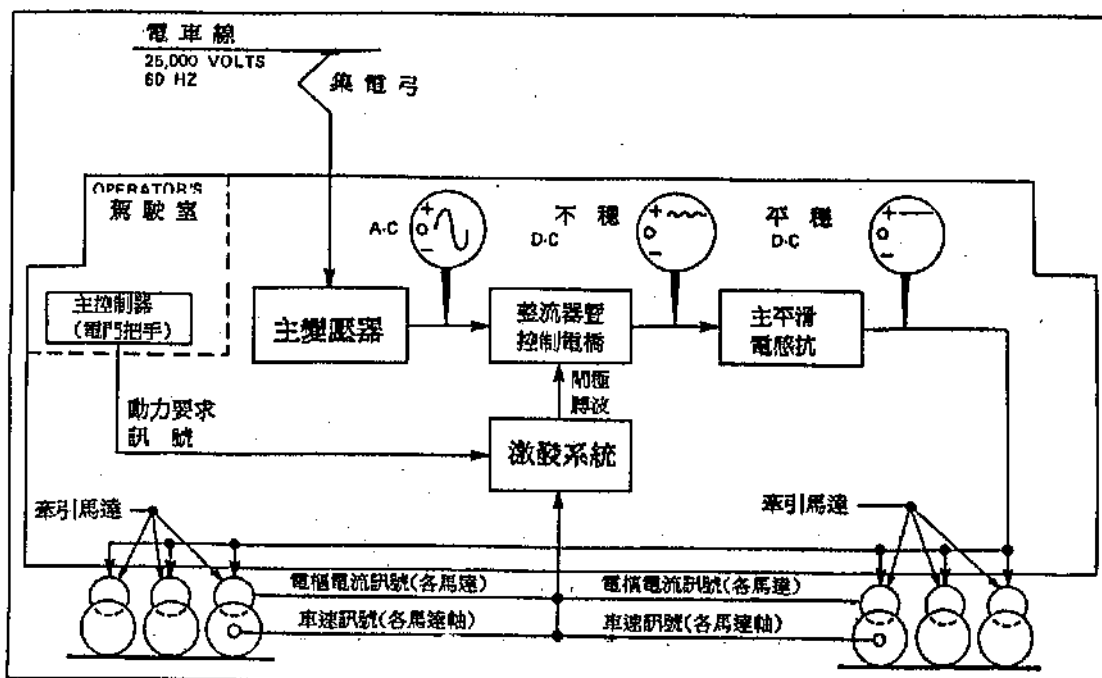 電車線
25,000 VOLTS
60 HZ
集電弓
OPERATOR'S
駕駛室
主控制器
(電門把手)
A-C
+
O
-
不穩
D-C
+
O
-
平穩
D-C
+
O
-
主變壓器
整流器暨
控制電橋
主平滑
電感抗
閘極
脈波
動力要求
訊號
激發系統
牽引馬達
牽引馬達
電樞電流訊號(各馬達)
電樞電流訊號(各馬達)
車速訊號(各馬達軸)
車速訊號(各馬達軸)